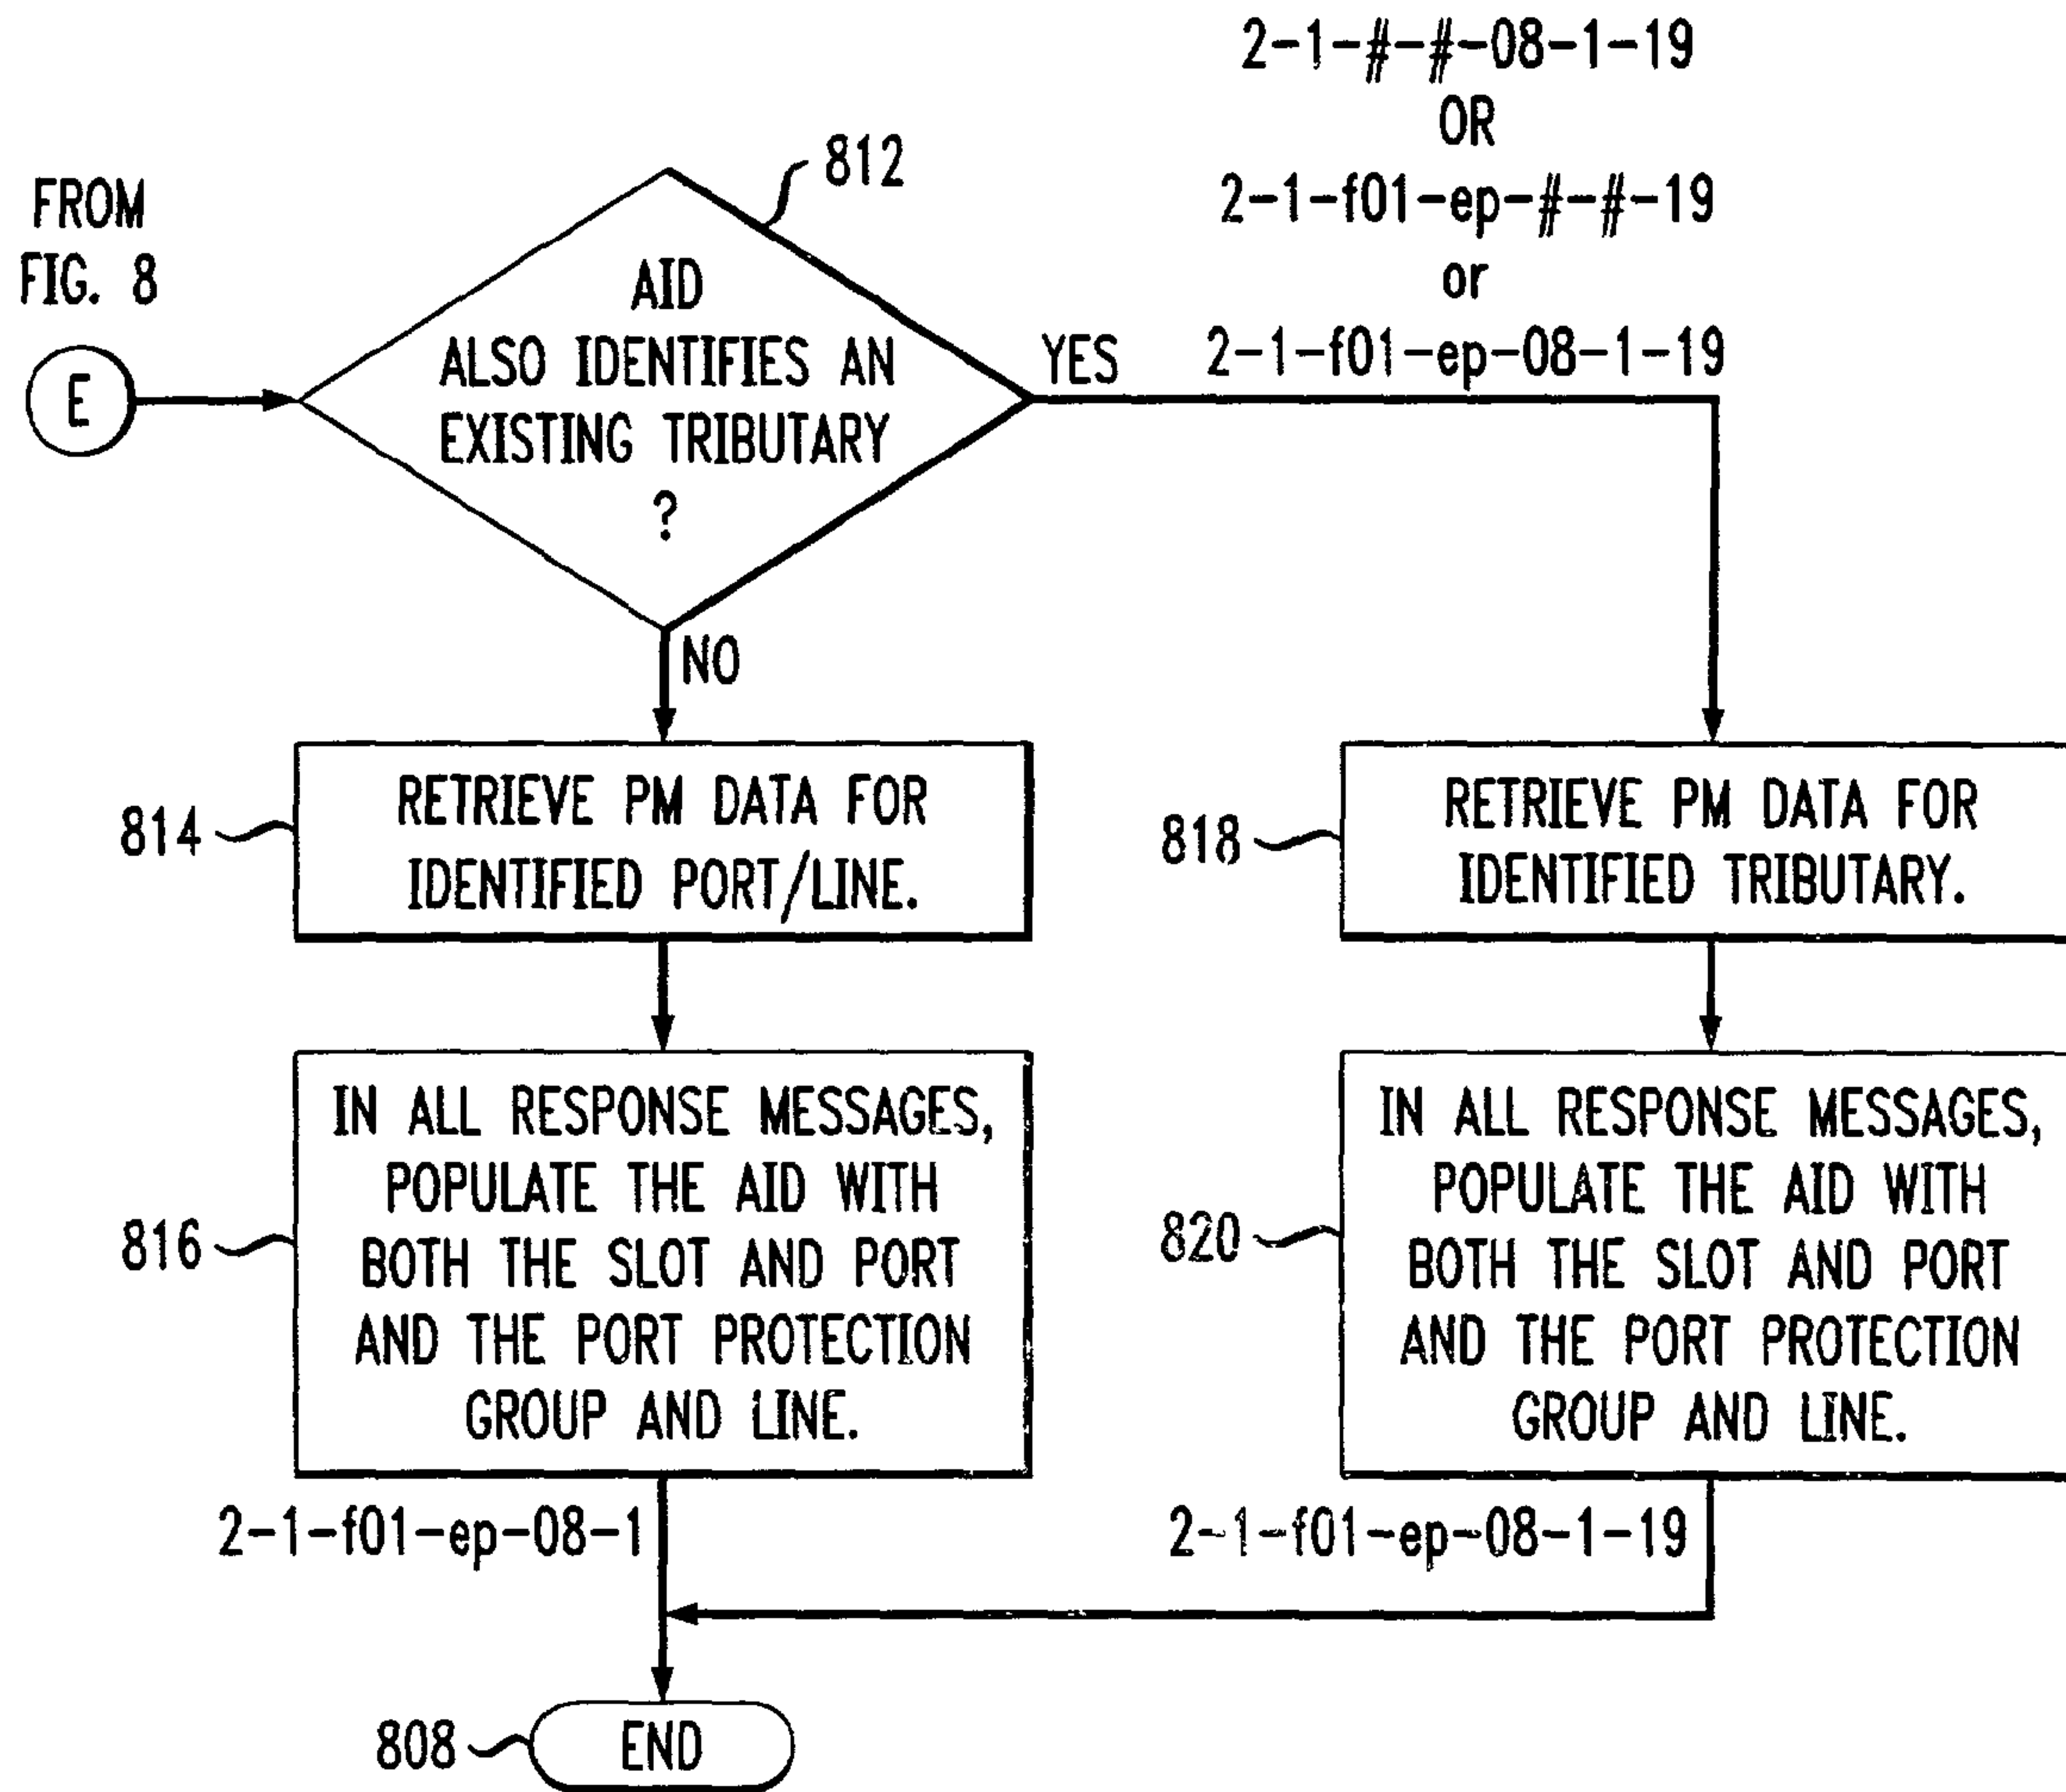 2-1-#-#-08-1-19
OR
2-1-f01-ep-#-#-19
or
2-1-f01-ep-08-1-19
FROM
FIG. 8
E
812
AID
ALSO IDENTIFIES AN
EXISTING TRIBUTARY
?
YES
NO
814
RETRIEVE PM DATA FOR
IDENTIFIED PORT/LINE.
818
RETRIEVE PM DATA FOR
IDENTIFIED TRIBUTARY.
816
IN ALL RESPONSE MESSAGES,
POPULATE THE AID WITH
BOTH THE SLOT AND PORT
AND THE PORT PROTECTION
GROUP AND LINE.
820
IN ALL RESPONSE MESSAGES,
POPULATE THE AID WITH
BOTH THE SLOT AND PORT
AND THE PORT PROTECTION
GROUP AND LINE.
2-1-f01-ep-08-1
2-1-f01-ep-08-1-19
808
END